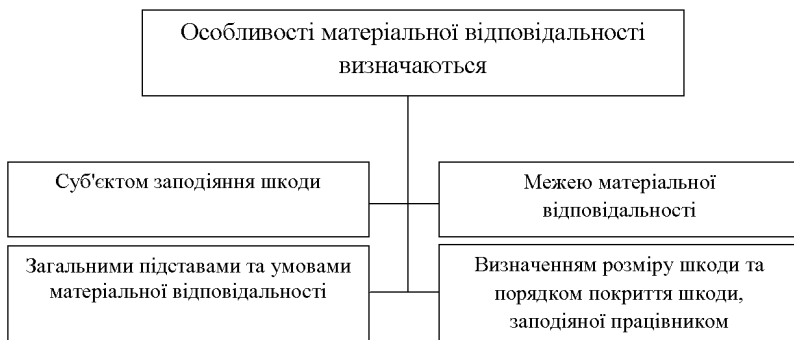 Особливості матеріальної відповідальності
визначаються
Суб'єктом заподіяння шкоди
Межею матеріальної
відповідальності
Загальними підставами та умовами
матеріальної відповідальності
Визначенням розміру шкоди та
порядком покриття шкоди,
заподіяної працівником